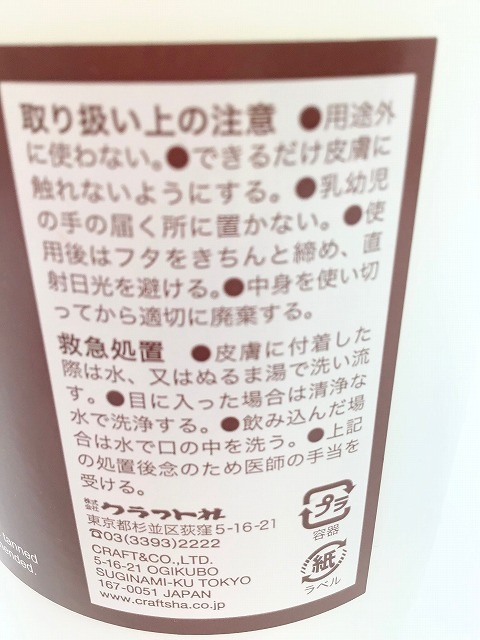 取り扱い上の注意 ●用途外
に使わない。●できるだけ皮膚に
触れないようにする。●乳幼児
の手の届く所に置かない。●使
用後はフタをきちんと締め、直
射日光を避ける。●中身を使い切
ってから適切に廃棄する。
救急処置 ●皮膚に付着した
際は水、又はぬるま湯で洗い流
す。●目に入った場合は清浄な
水で洗浄する。●飲み込んだ場
合は水で口の中を洗う。●上記
の処置後念のため医師の手当を
受ける。
株式会社クラフト社
東京都杉並区荻窪5-16-21
☎03(3393)2222
CRAFT&CO.,LTD.
5-16-21 OGIKUBO
SUGINAMI-KU TOKYO
167-0051 JAPAN
www.craftsha.co.jp
プラ
容器
紙
ラベル
tanned